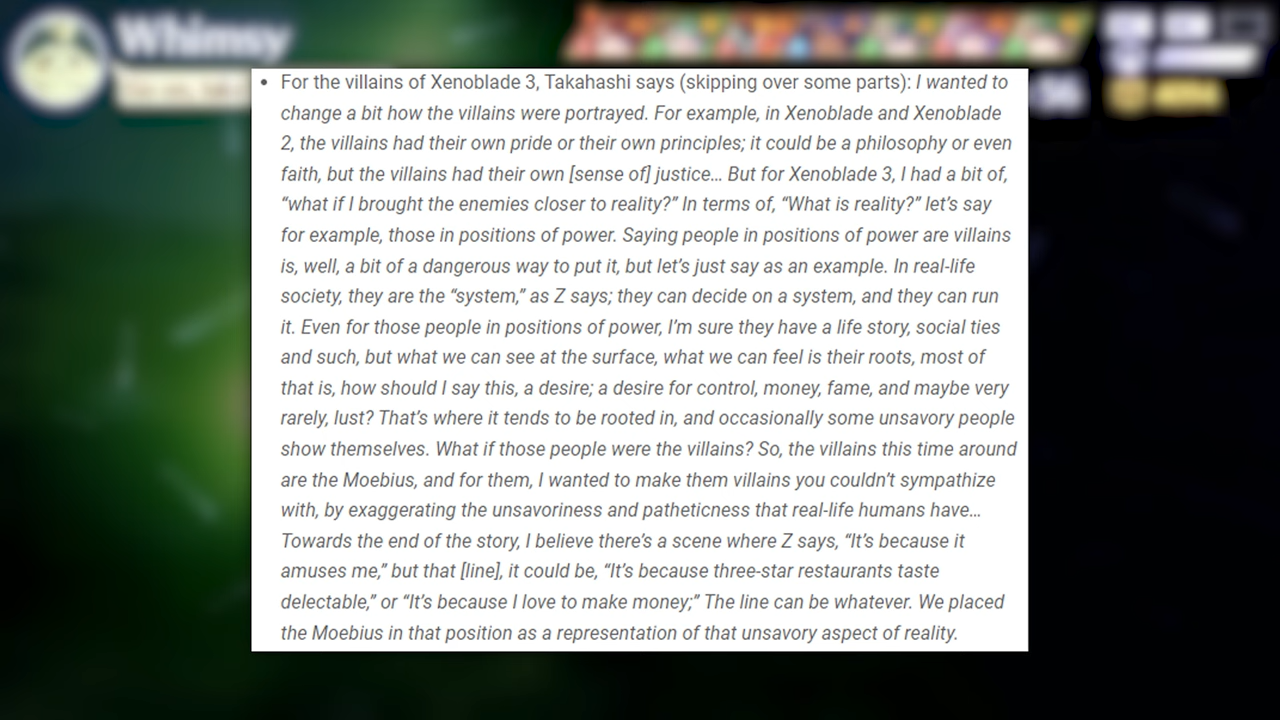 Whimsy
• For the villains of Xenoblade 3, Takahashi says (skipping over some parts): I wanted to
change a bit how the villains were portrayed. For example, in Xenoblade and Xenoblade
2, the villains had their own pride or their own principles; it could be a philosophy or even
faith, but the villains had their own [sense of] justice… But for Xenoblade 3, I had a bit of,
“what if I brought the enemies closer to reality?” In terms of, “What is reality?” let’s say
for example, those in positions of power. Saying people in positions of power are villains
is, well, a bit of a dangerous way to put it, but let’s just say as an example. In real-life
society, they are the “system,” as Z says; they can decide on a system, and they can run
it. Even for those people in positions of power, I’m sure they have a life story, social ties
and such, but what we can see at the surface, what we can feel is their roots, most of
that is, how should I say this, a desire; a desire for control, money, fame, and maybe very
rarely, lust? That’s where it tends to be rooted in, and occasionally some unsavory people
show themselves. What if those people were the villains? So, the villains this time around
are the Moebius, and for them, I wanted to make them villains you couldn’t sympathize
with, by exaggerating the unsavoriness and patheticness that real-life humans have…
Towards the end of the story, I believe there’s a scene where Z says, “It’s because it
amuses me,” but that [line], it could be, “It’s because three-star restaurants taste
delectable,” or “It’s because I love to make money;” The line can be whatever. We placed
the Moebius in that position as a representation of that unsavory aspect of reality.